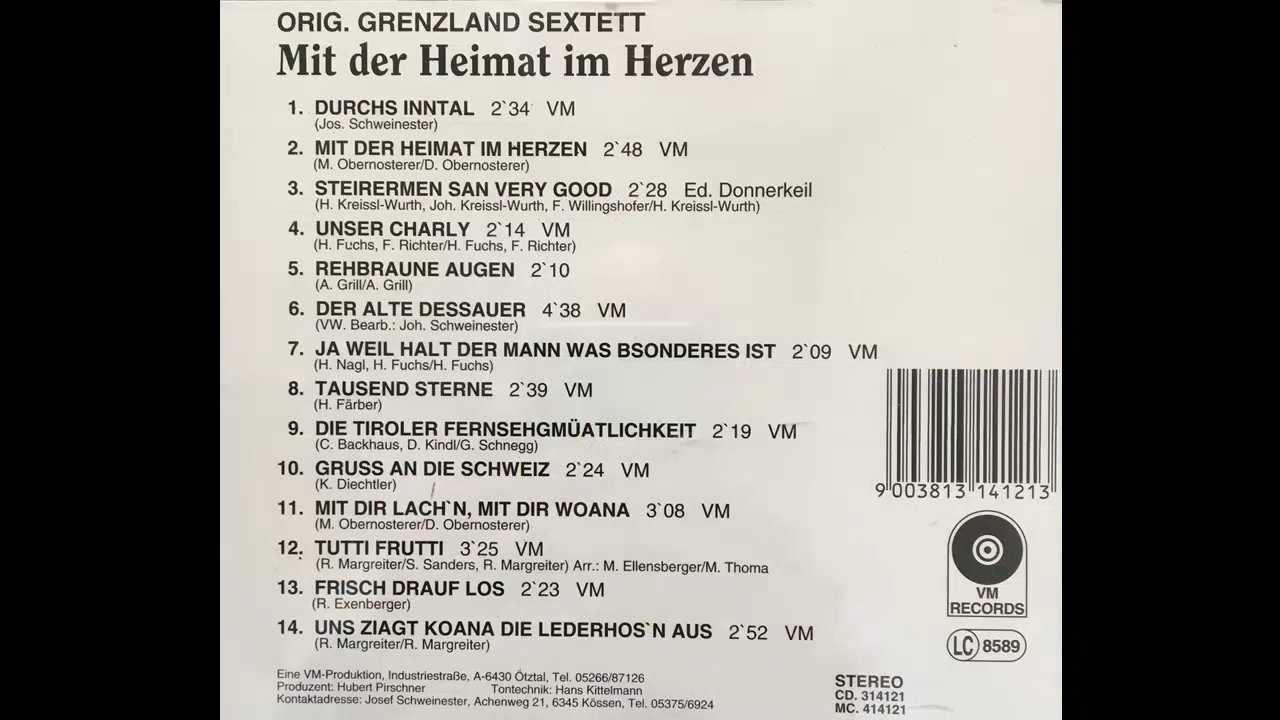 ORIG. GRENZLAND SEXTETT
Mit der Heimat im Herzen
1. DURCHS INNTAL 2`34 VM
(Jos. Schweinester)
2. MIT DER HEIMAT IM HERZEN 2`48 VM
(M. Obernosterer/D. Obernosterer)
3. STEIRERMEN SAN VERY GOOD 2`28 Ed. Donnerkeil
(H. Kreissl-Wurth, Joh. Kreissl-Wurth, F. Willingshofer/H. Kreissl-Wurth)
4. UNSER CHARLY 2`14 VM
(H. Fuchs, F. Richter/H. Fuchs, F. Richter)
5. REHBRAUNE AUGEN 2`10
(A. Grill/A. Grill)
6. DER ALTE DESSAUER 4`38 VM
(VW. Bearb.: Joh. Schweinester)
7. JA WEIL HALT DER MANN WAS BSONDERES IST 2`09 VM
(H. Nagl, H. Fuchs/H. Fuchs)
8. TAUSEND STERNE 2`39 VM
(H. Färber)
9. DIE TIROLER FERNSEHGMÜATLICHKEIT 2`19 VM
(C. Backhaus, D. Kindl/G. Schnegg)
10. GRUSS AN DIE SCHWEIZ 2`24 VM
(K. Diechtler)
11. MIT DIR LACH`N, MIT DIR WOANA 3`08 VM
(M. Obernosterer/D. Obernosterer)
12. TUTTI FRUTTI 3`25 VM
(R. Margreiter/S. Sanders, R. Margreiter) Arr.: M. Ellensberger/M. Thoma
13. FRISCH DRAUF LOS 2`23 VM
(R. Exenberger)
14. UNS ZIAGT KOANA DIE LEDERHOS`N AUS 2`52 VM
(R. Margreiter/R. Margreiter)
9 003813 141213
VM
RECORDS
LC 8589
Eine VM-Produktion, Industriestraße, A-6430 Ötztal, Tel. 05266/87126
Produzent: Hubert Pirschner Tontechnik: Hans Kittelmann
Kontaktadresse: Josef Schweinester, Achenweg 21, 6345 Kössen, Tel. 05375/6924
STEREO
CD. 314121
MC. 414121